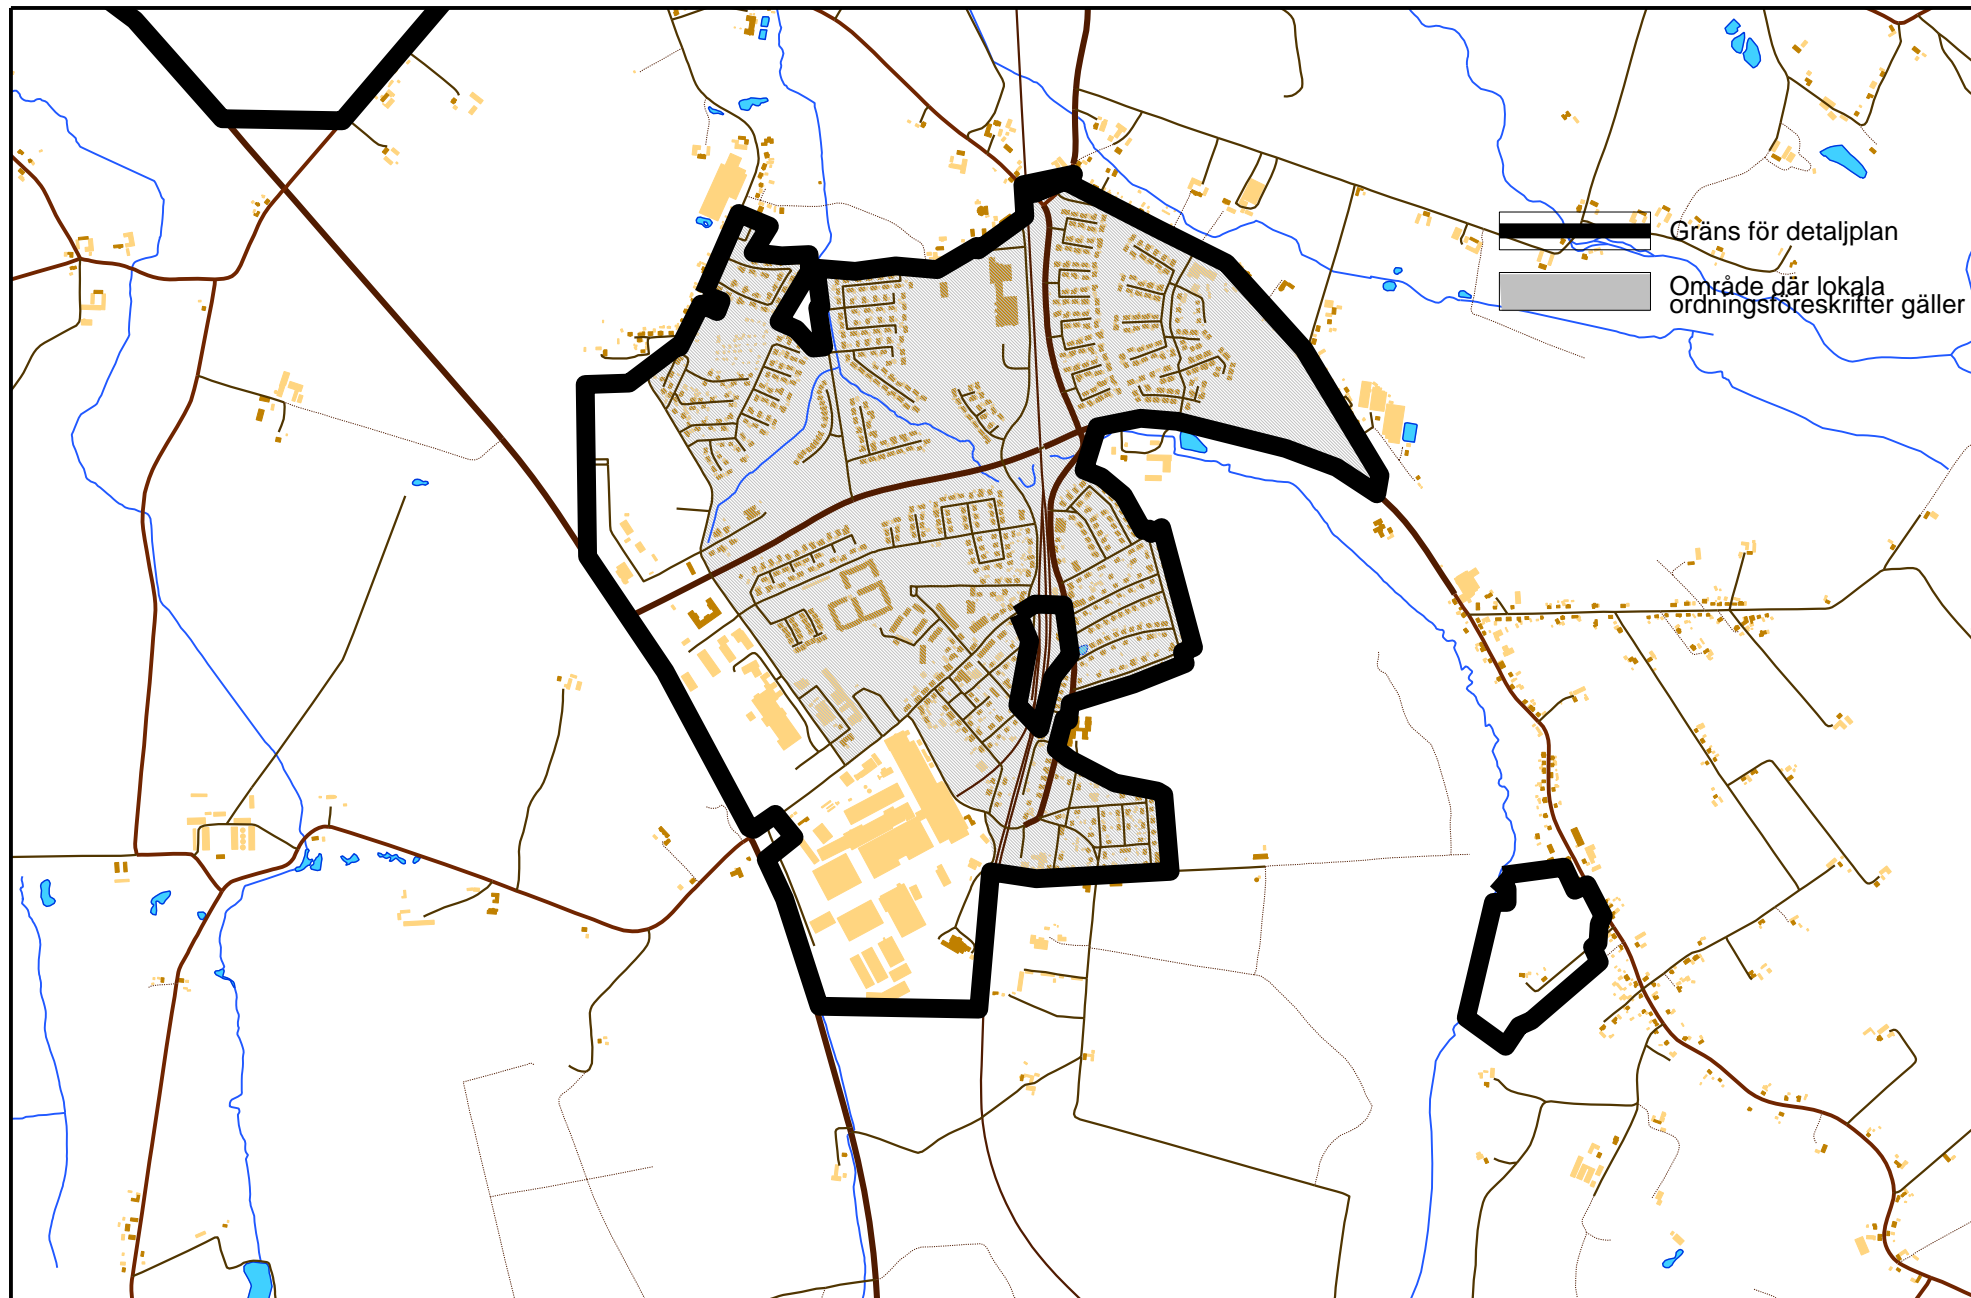 Gräns för detaljplan
Område där lokala
ordningsföreskrifter gäller